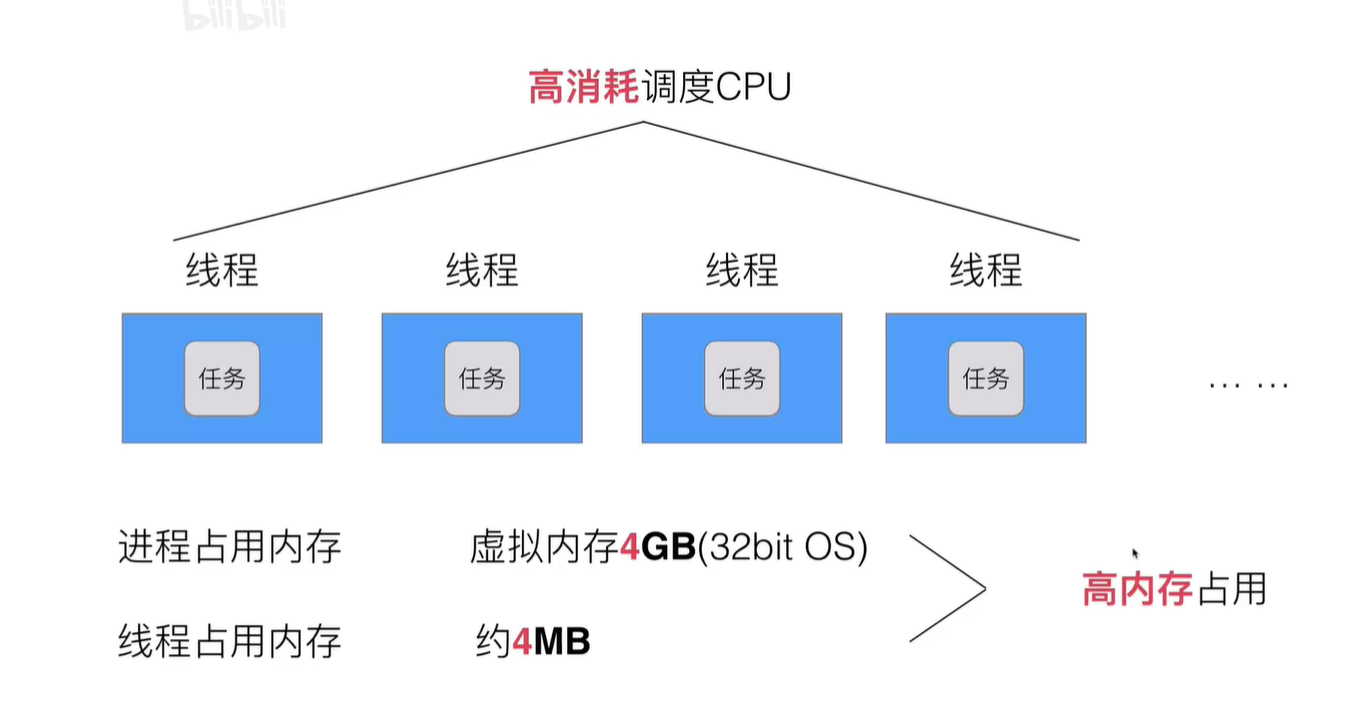 bilibili
高消耗调度CPU
线程 线程 线程 线程
任务 任务 任务 任务 ... ...
进程占用内存 虚拟内存4GB(32bit OS)
高内存占用
线程占用内存 约4MB